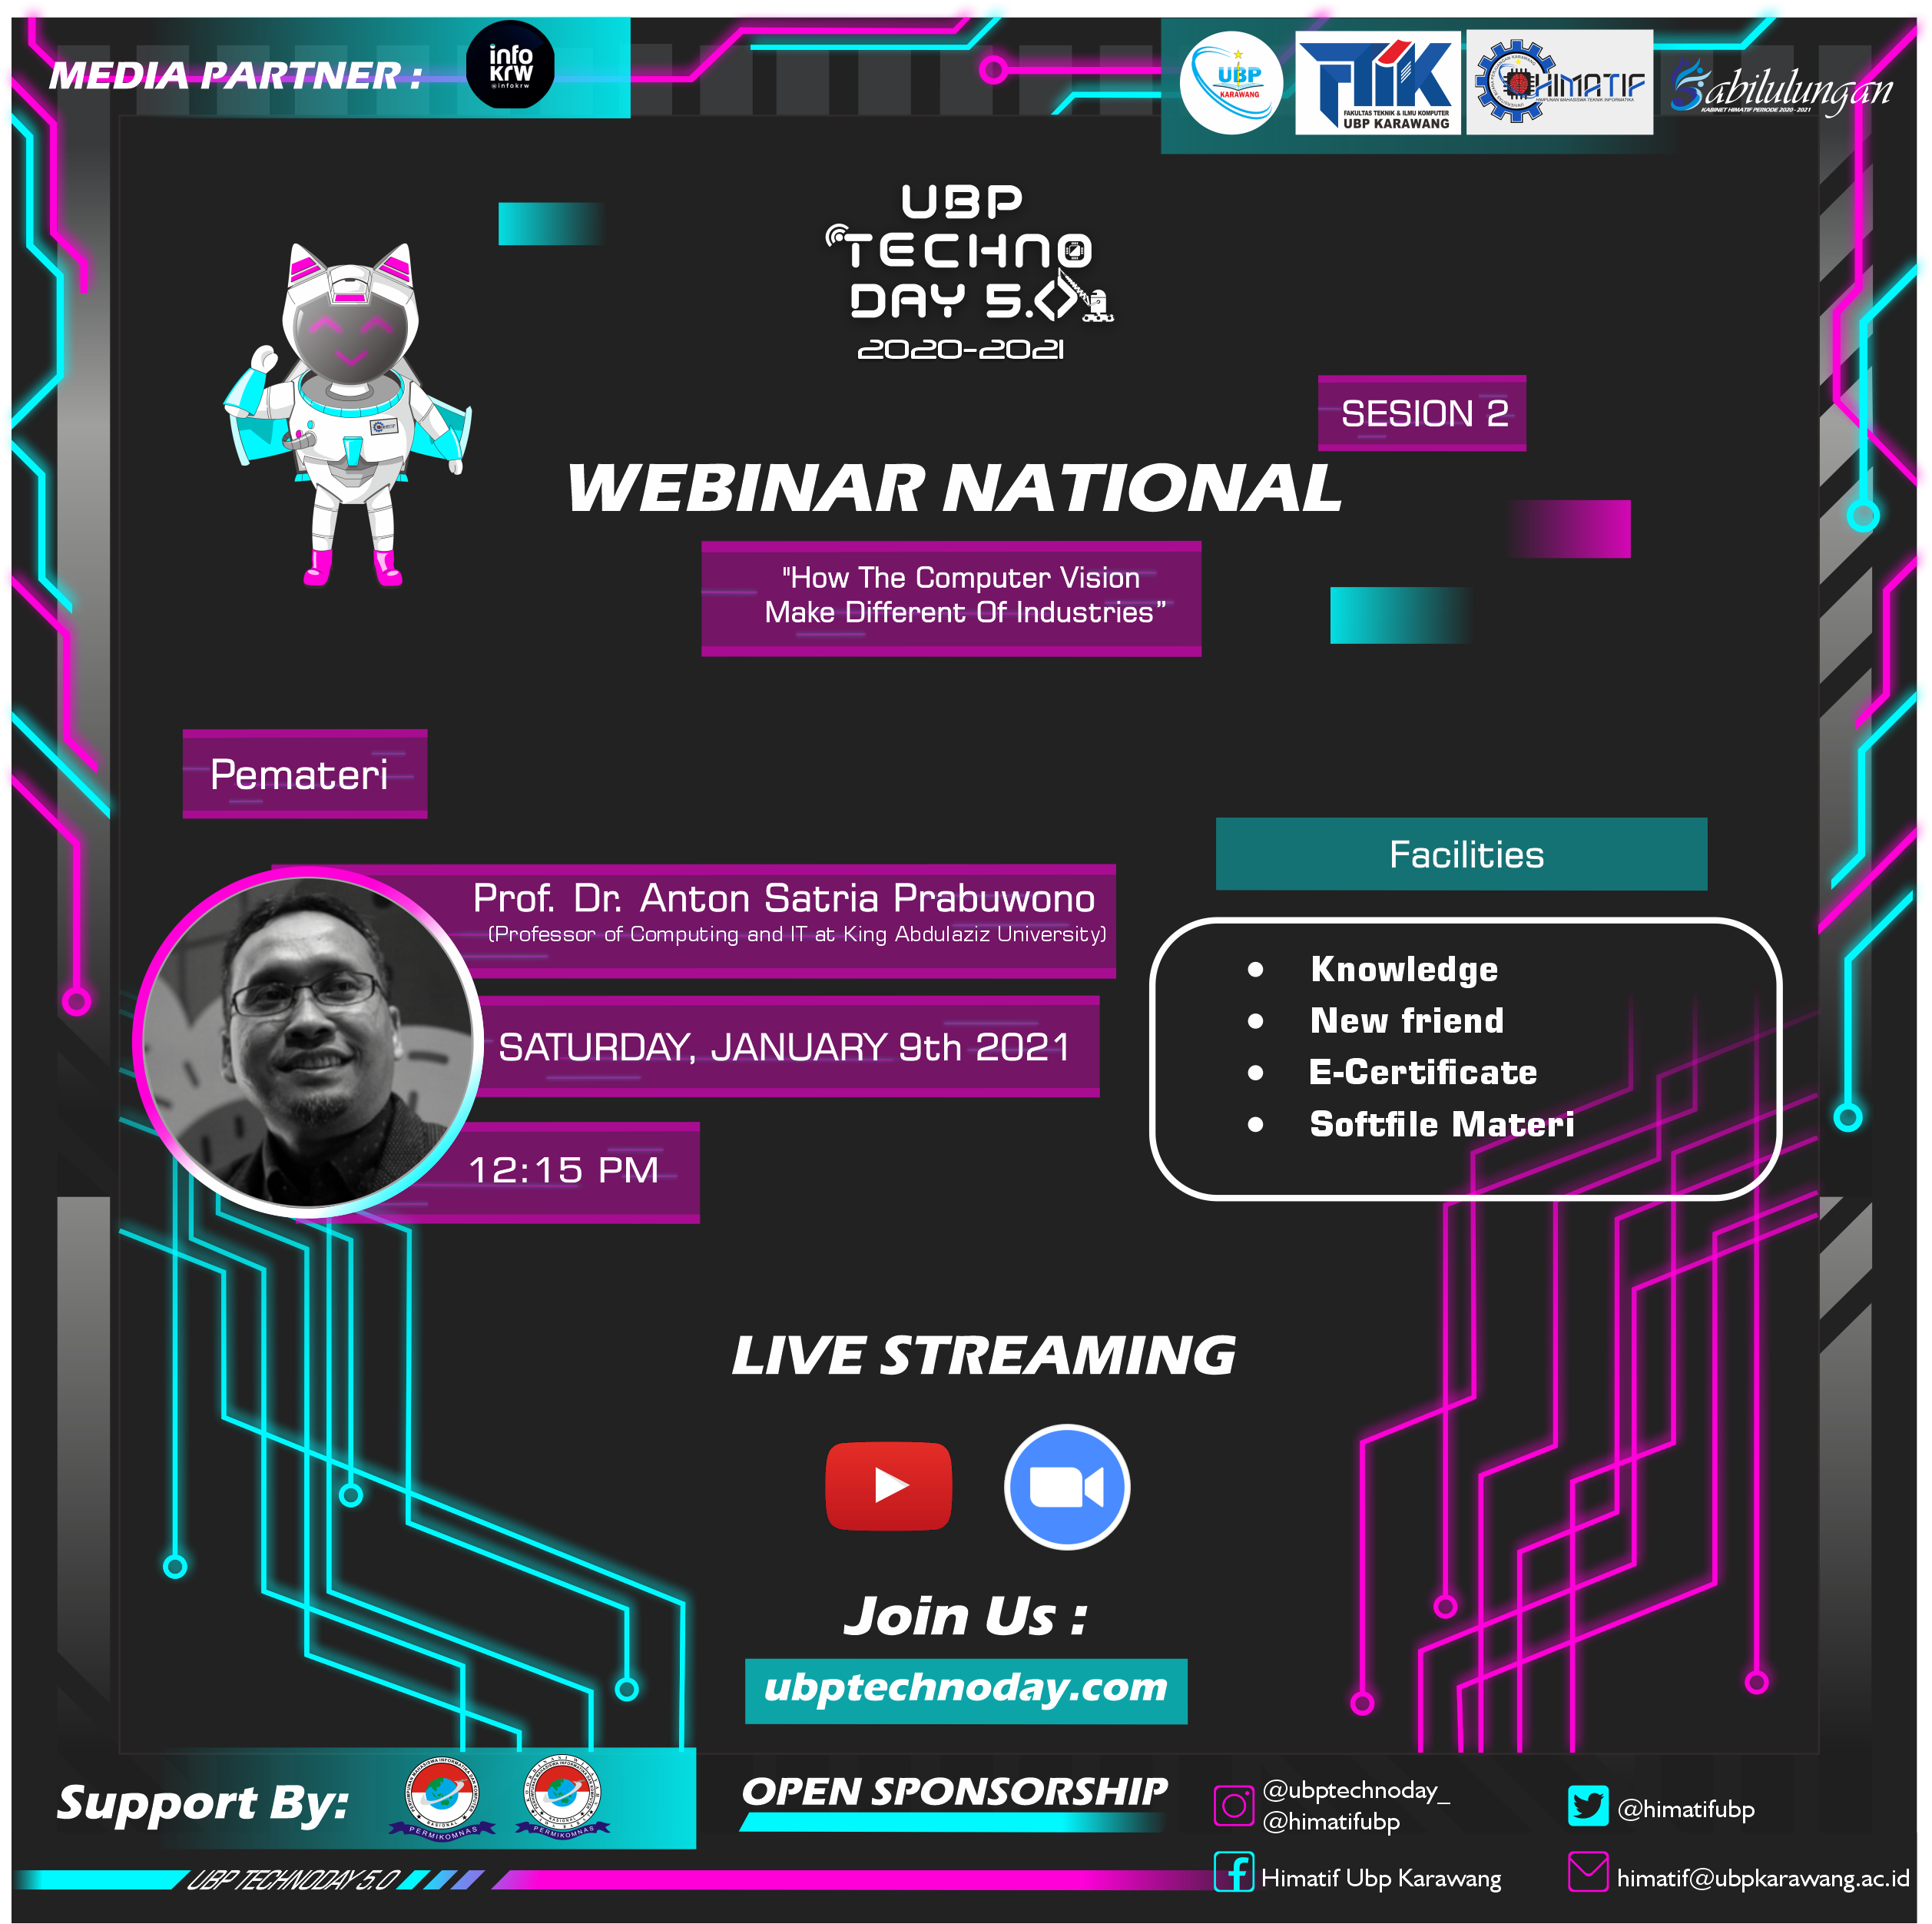 MEDIA PARTNER :
info
krw
@infokrw
UBP
KARAWANG
FTIK
FAKULTAS TEKNIK & ILMU KOMPUTER
UBP KARAWANG
HIMATIF
HIMPUNAN MAHASISWA TEKNIK INFORMATIKA
Sabilulungan
KABINET HIMATIF PERIODE 2020 - 2021
UBP
TECHNO
DAY 5.0
2020-2021
SESION 2
WEBINAR NATIONAL
"How The Computer Vision
Make Different Of Industries”
Pemateri
Prof. Dr. Anton Satria Prabuwono
(Professor of Computing and IT at King Abdulaziz University)
SATURDAY, JANUARY 9th 2021
12:15 PM
Facilities
• Knowledge
• New friend
• E-Certificate
• Softfile Materi
LIVE STREAMING
Join Us :
ubptechnoday.com
Support By:
PERMIKOMNAS
PERMIKOMNAS
OPEN SPONSORSHIP
@ubptechnoday_
@himatifubp
@himatifubp
Himatif Ubp Karawang
himatif@ubpkarawang.ac.id
UBP TECHNODAY 5.0